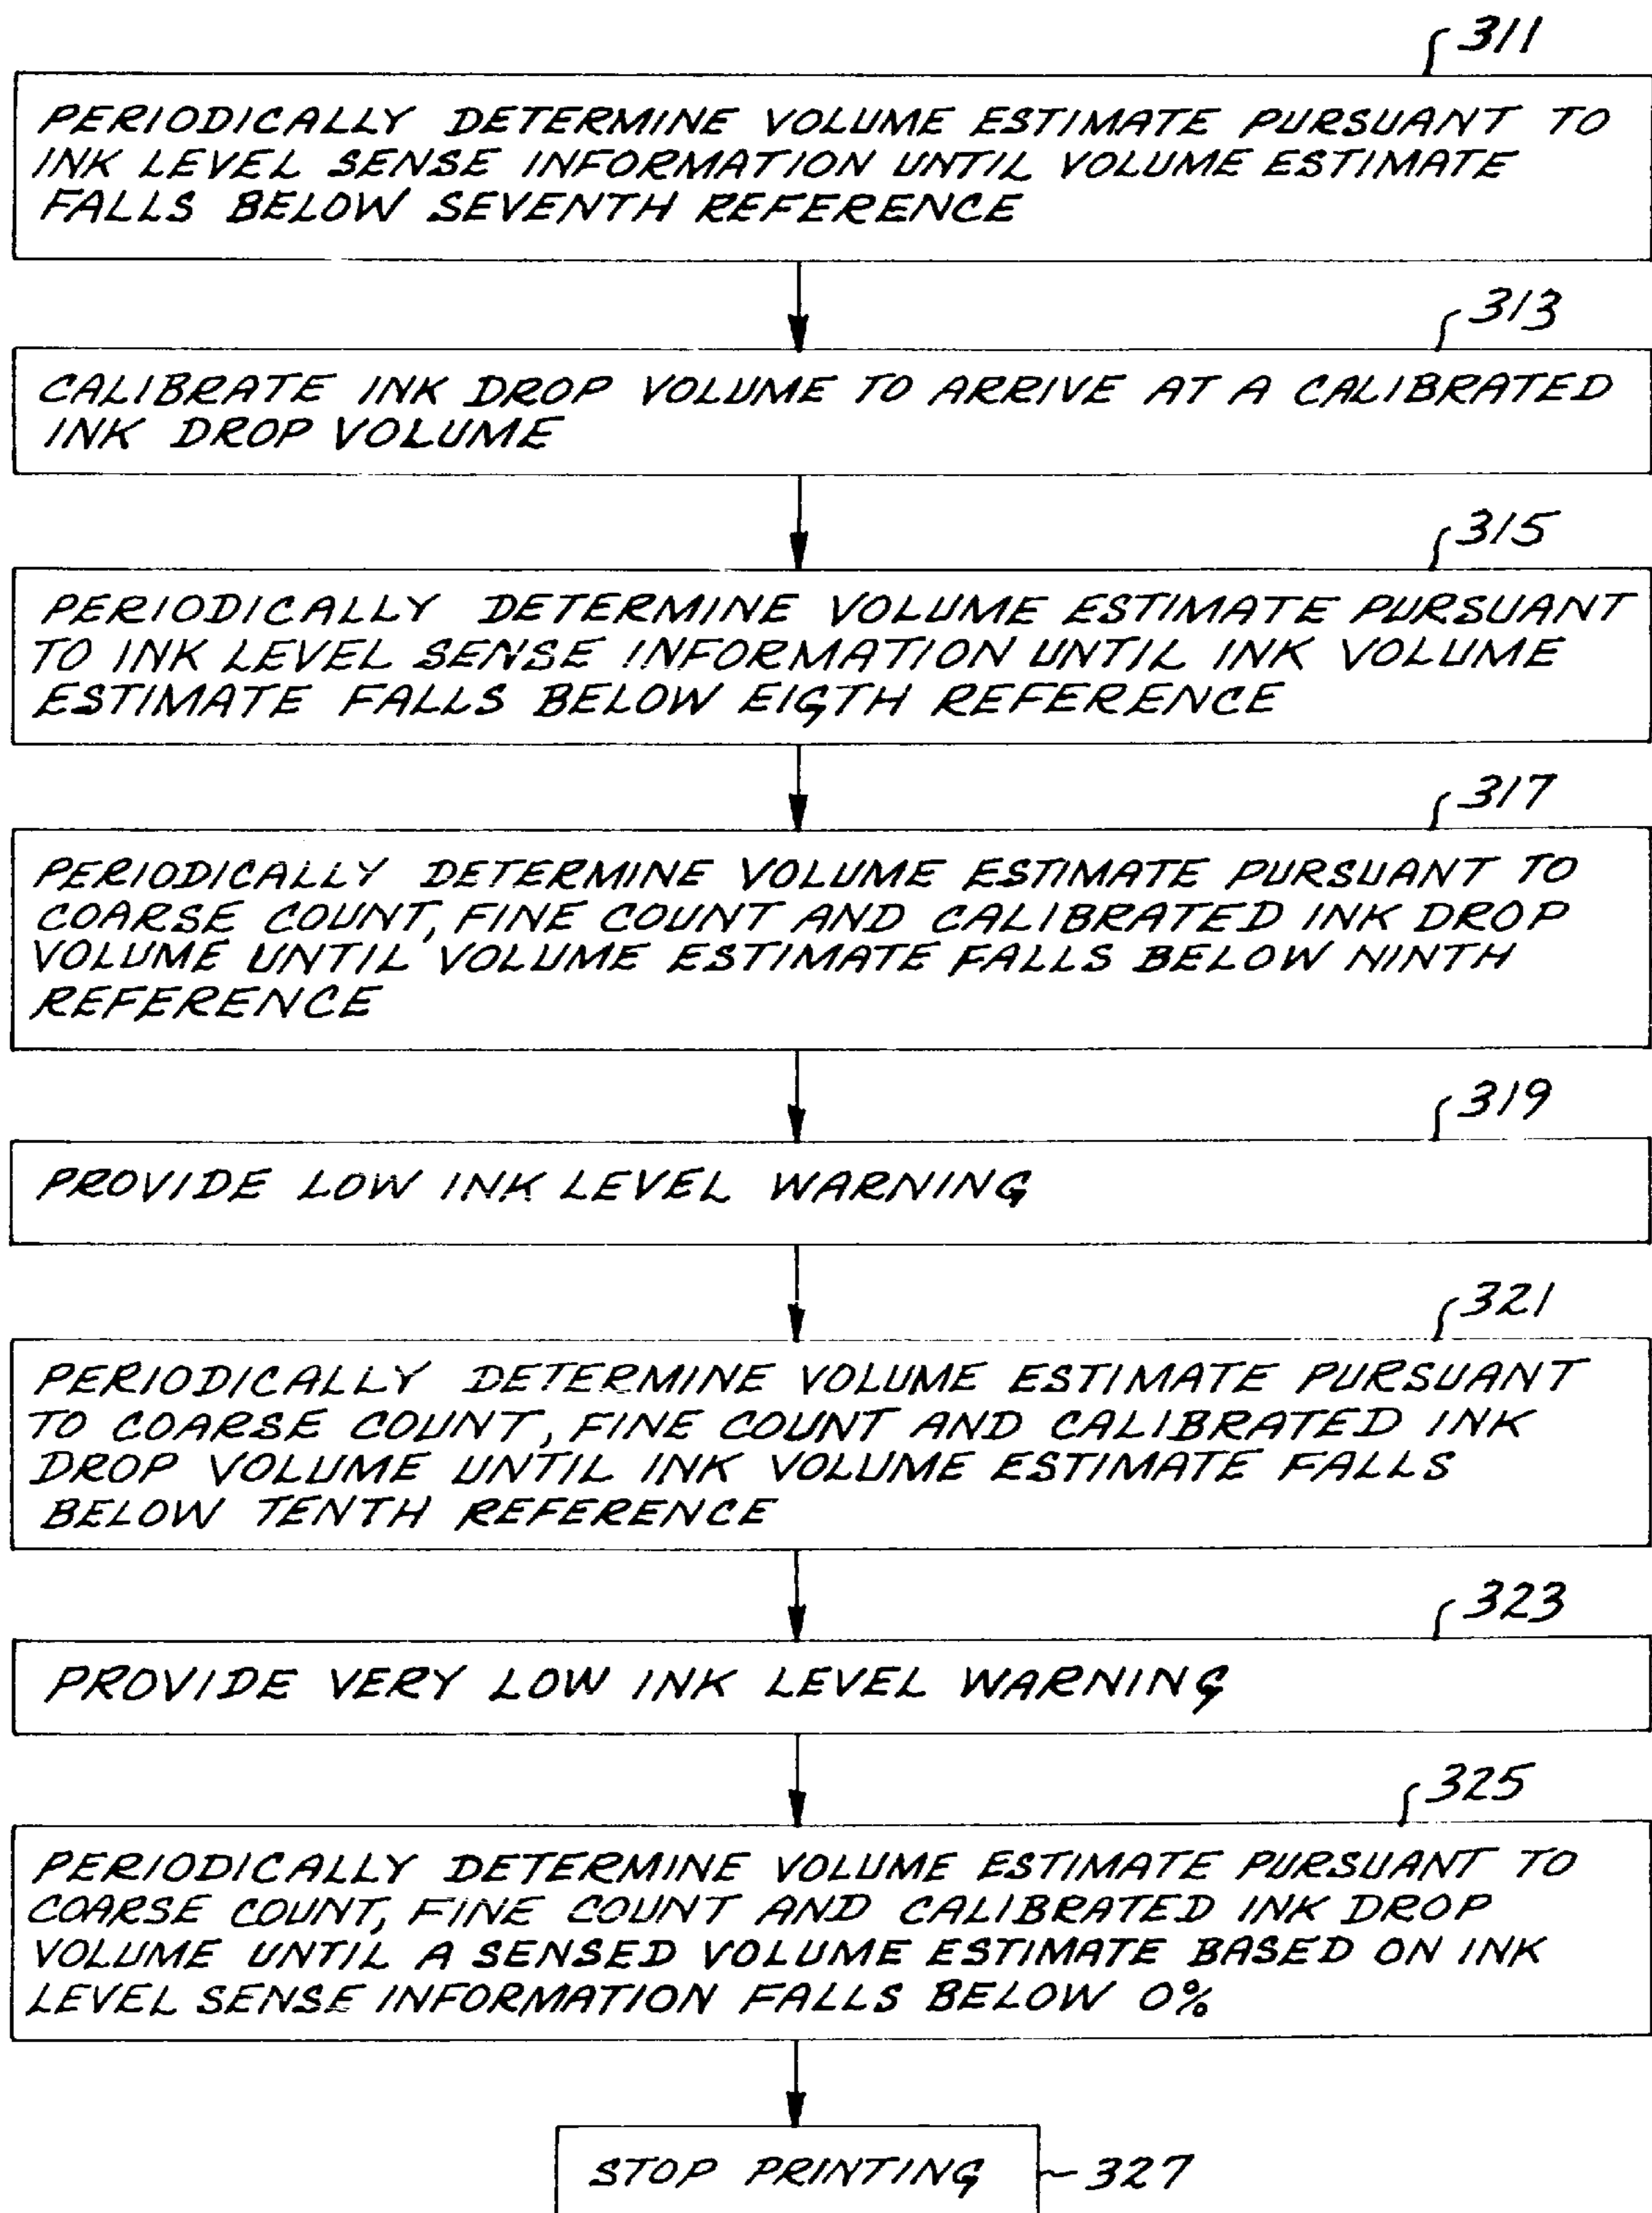 311
PERIODICALLY DETERMINE VOLUME ESTIMATE PURSUANT TO
INK LEVEL SENSE INFORMATION UNTIL VOLUME ESTIMATE
FALLS BELOW SEVENTH REFERENCE
313
CALIBRATE INK DROP VOLUME TO ARRIVE AT A CALIBRATED
INK DROP VOLUME
315
PERIODICALLY DETERMINE VOLUME ESTIMATE PURSUANT
TO INK LEVEL SENSE INFORMATION UNTIL INK VOLUME
ESTIMATE FALLS BELOW EIGTH REFERENCE
317
PERIODICALLY DETERMINE VOLUME ESTIMATE PURSUANT TO
COARSE COUNT, FINE COUNT AND CALIBRATED INK DROP
VOLUME UNTIL VOLUME ESTIMATE FALLS BELOW NINTH
REFERENCE
319
PROVIDE LOW INK LEVEL WARNING
321
PERIODICALLY DETERMINE VOLUME ESTIMATE PURSUANT
TO COARSE COUNT, FINE COUNT AND CALIBRATED INK
DROP VOLUME UNTIL INK VOLUME ESTIMATE FALLS
BELOW TENTH REFERENCE
323
PROVIDE VERY LOW INK LEVEL WARNING
325
PERIODICALLY DETERMINE VOLUME ESTIMATE PURSUANT TO
COARSE COUNT, FINE COUNT AND CALIBRATED INK DROP
VOLUME UNTIL A SENSED VOLUME ESTIMATE BASED ON INK
LEVEL SENSE INFORMATION FALLS BELOW 0%
STOP PRINTING 327